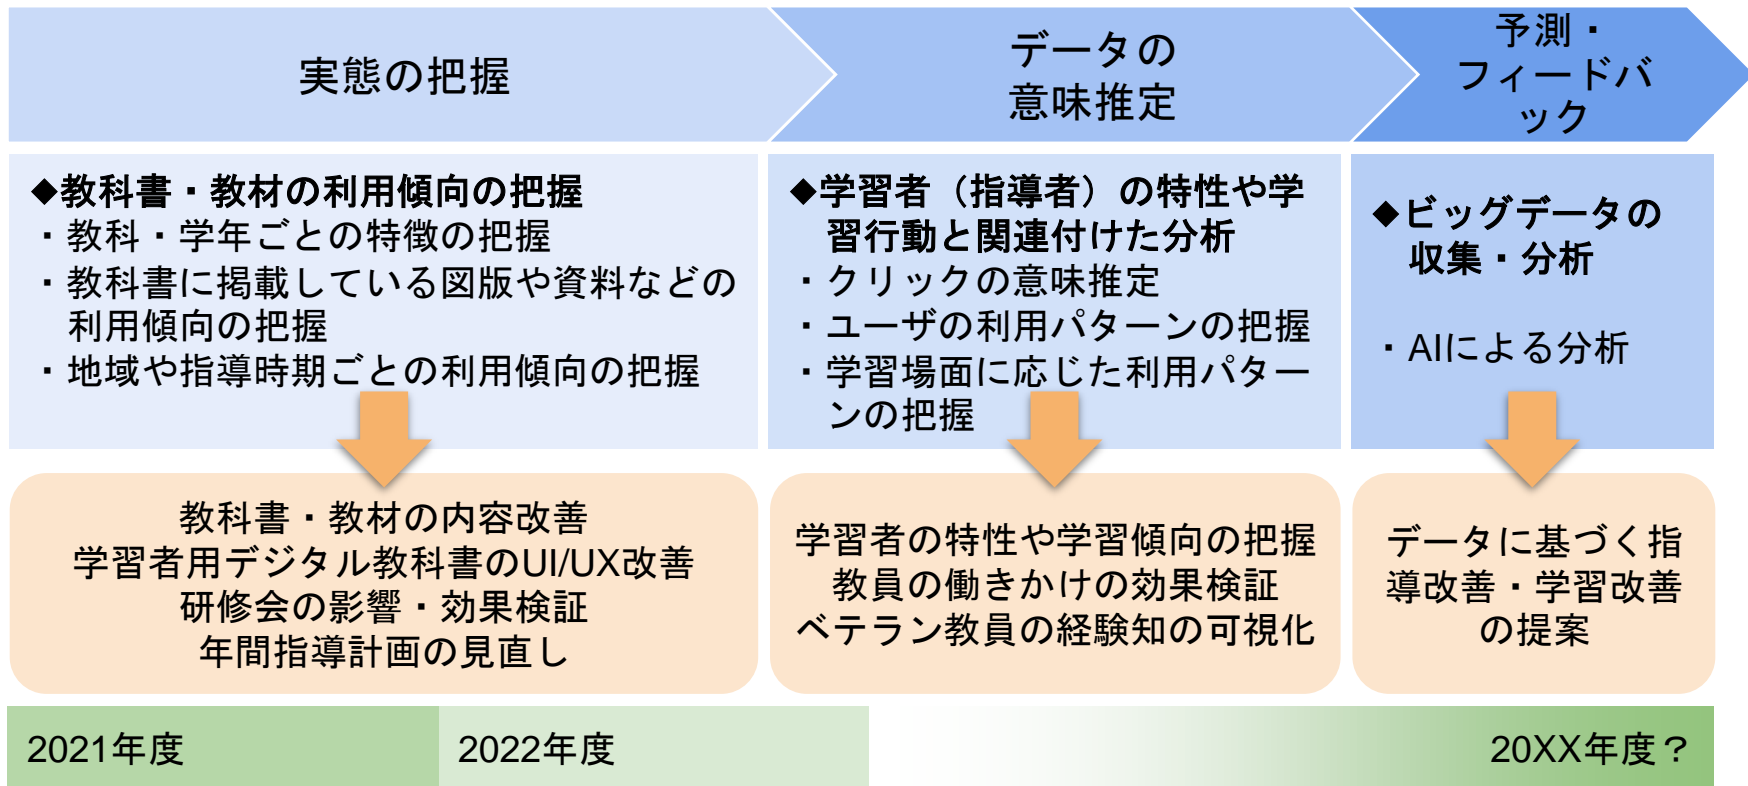 実態の把握
データの
意味推定
予測・
フィードバ
ック
◆教科書・教材の利用傾向の把握
・教科・学年ごとの特徴の把握
・教科書に掲載している図版や資料などの
利用傾向の把握
・地域や指導時期ごとの利用傾向の把握
◆学習者（指導者）の特性や学
習行動と関連付けた分析
・クリックの意味推定
・ユーザの利用パターンの把握
・学習場面に応じた利用パター
ンの把握
◆ビッグデータの
収集・分析
・AIによる分析
教科書・教材の内容改善
学習者用デジタル教科書のUI/UX改善
研修会の影響・効果検証
年間指導計画の見直し
学習者の特性や学習傾向の把握
教員の働きかけの効果検証
ベテラン教員の経験知の可視化
データに基づく指
導改善・学習改善
の提案
2021年度
2022年度
20XX年度？